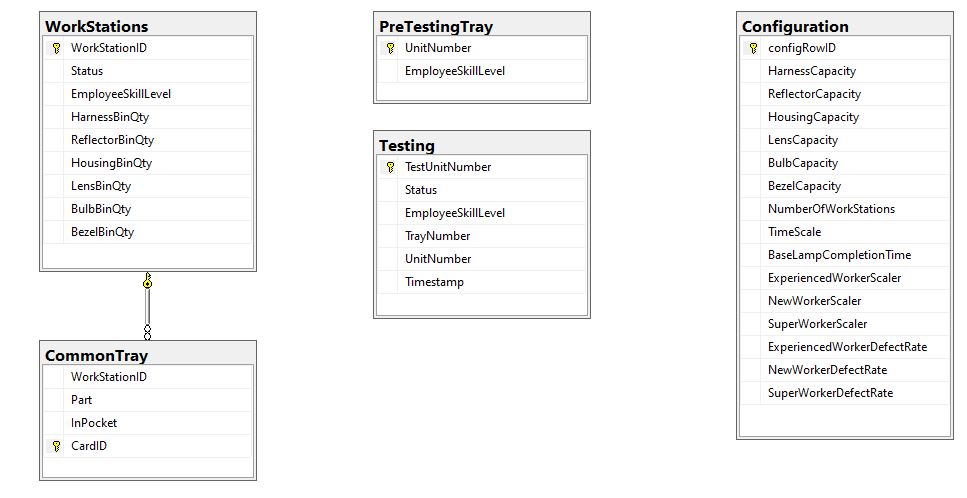 WorkStations
WorkStationID
Status
EmployeeSkillLevel
HarnessBinQty
ReflectorBinQty
HousingBinQty
LensBinQty
BulbBinQty
BezelBinQty
CommonTray
WorkStationID
Part
InPocket
CardID
PreTestingTray
UnitNumber
EmployeeSkillLevel
Testing
TestUnitNumber
Status
EmployeeSkillLevel
TrayNumber
UnitNumber
Timestamp
Configuration
configRowID
HarnessCapacity
ReflectorCapacity
HousingCapacity
LensCapacity
BulbCapacity
BezelCapacity
NumberOfWorkStations
TimeScale
BaseLampCompletionTime
ExperiencedWorkerScaler
NewWorkerScaler
SuperWorkerScaler
ExperiencedWorkerDefectRate
NewWorkerDefectRate
SuperWorkerDefectRate